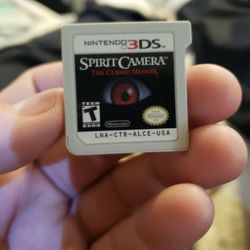 NINTENDO 3DS
SPIRIT CAMERA
THE CURSED MEMOIR
TEEN
T
ESRB
Nintendo
LNA-CTR-ALCE-USA